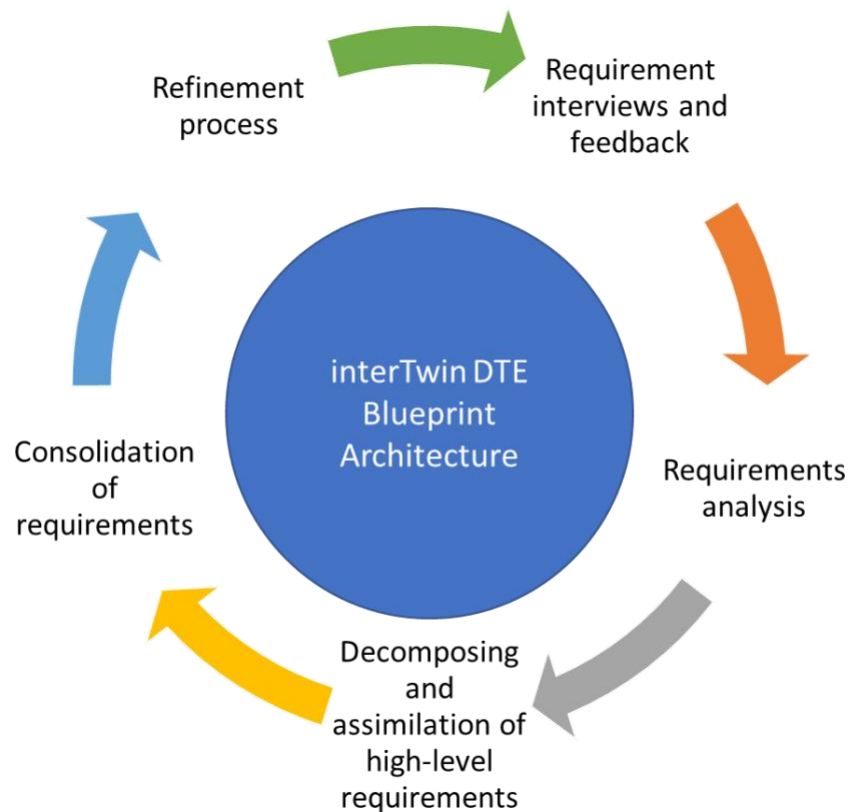 Refinement
process
Requirement
interviews and
feedback
interTwin DTE
Blueprint
Architecture
Consolidation
of
requirements
Requirements
analysis
Decomposing
and
assimilation of
high-level
requirements